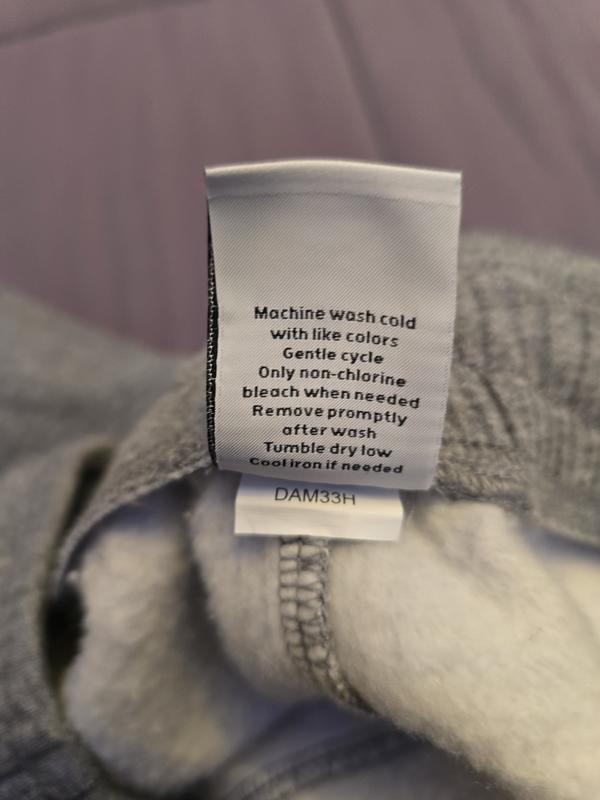 Machine wash cold
with like colors
Gentle cycle
Only non-chlorine
bleach when needed
Remove promptly
after wash
Tumble dry low
Cool iron if needed
DAM33H